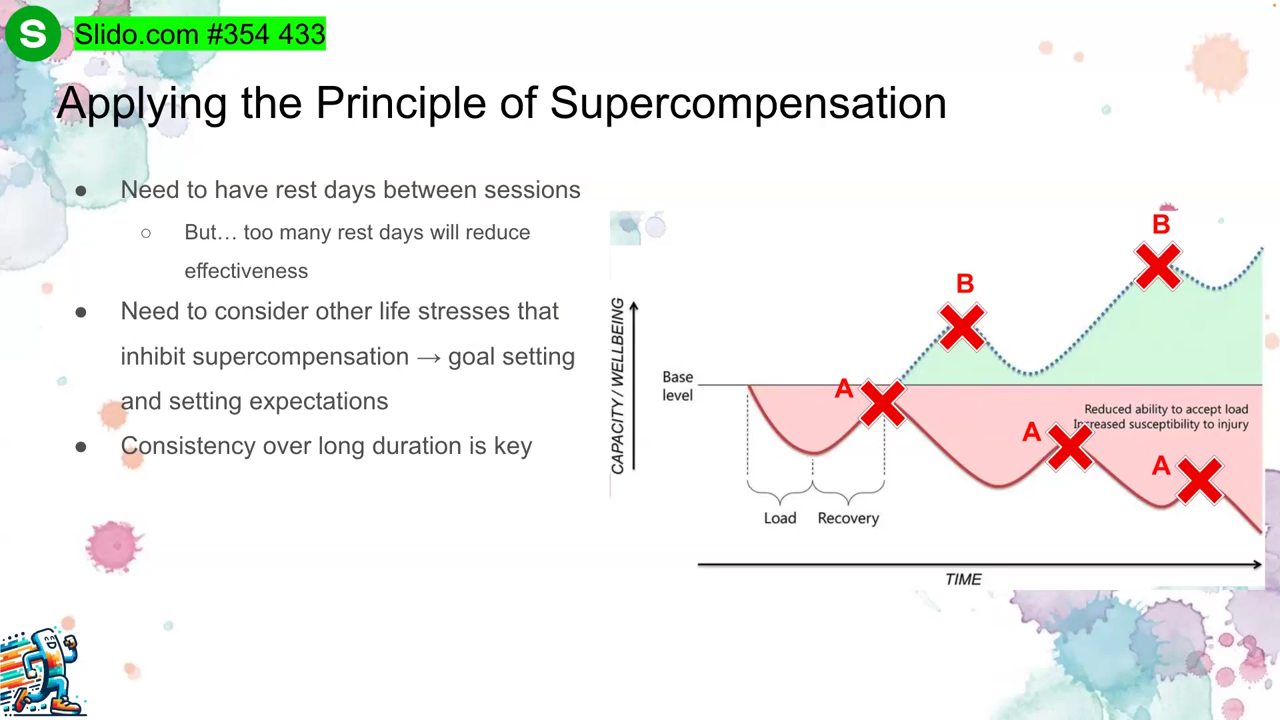 S
Slido.com #354 433
Applying the Principle of Supercompensation
● Need to have rest days between sessions
○ But… too many rest days will reduce
effectiveness
● Need to consider other life stresses that
inhibit supercompensation → goal setting
and setting expectations
● Consistency over long duration is key
B
B
CAPACITY / WELLBEING
Base
level
A
Reduced ability to accept load
Increased susceptibility to injury
A
A
Load Recovery
TIME